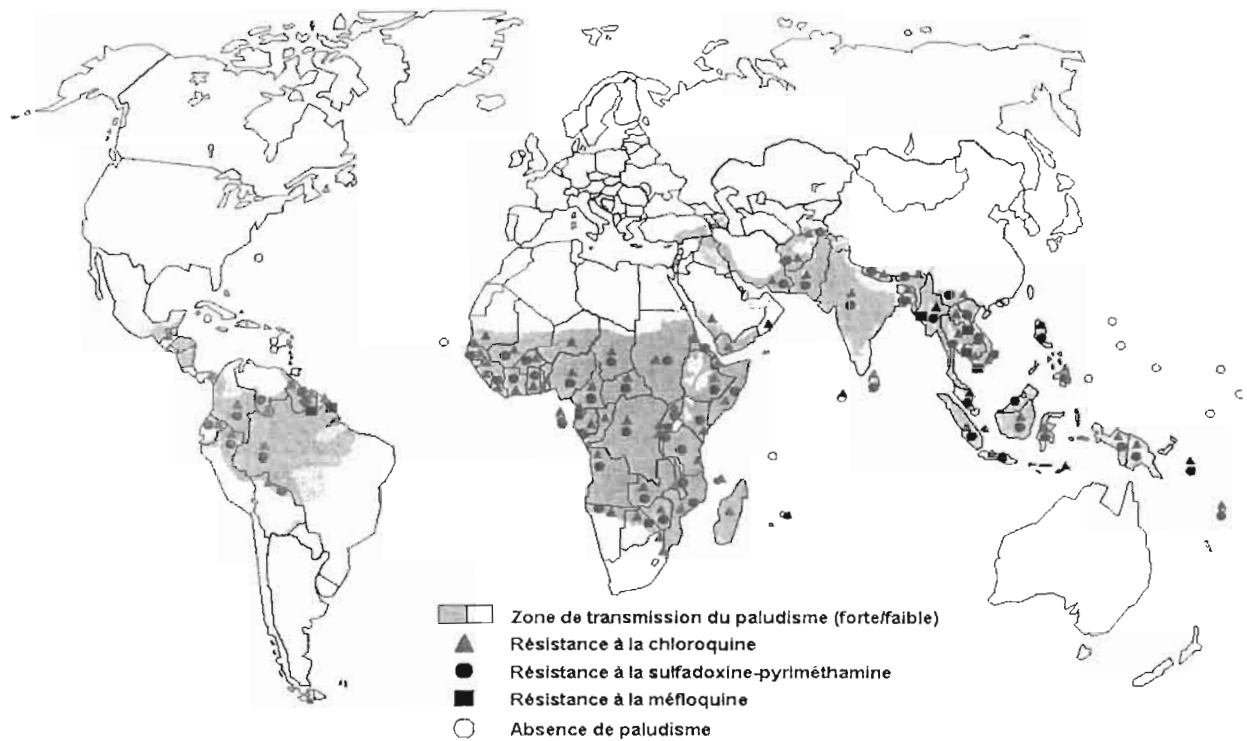 Zone de transmission du paludisme (forte/faible)
Résistance à la chloroquine
Résistance à la sulfadoxine-pyriméthamine
Résistance à la méfloquine
Absence de paludisme